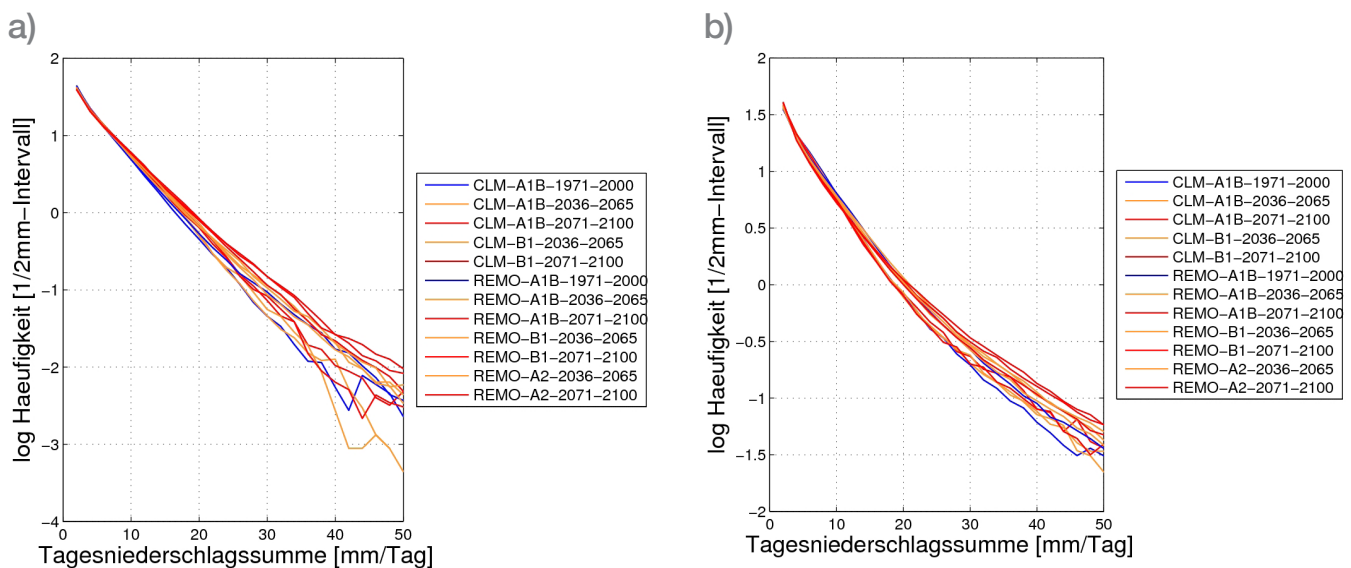 a)
log Haeufigkeit [1/2mm−Intervall]
2
1
0
−1
−2
−3
−4
0 10 20 30 40 50
Tagesniederschlagssumme [mm/Tag]
CLM−A1B−1971−2000
CLM−A1B−2036−2065
CLM−A1B−2071−2100
CLM−B1−2036−2065
CLM−B1−2071−2100
REMO−A1B−1971−2000
REMO−A1B−2036−2065
REMO−A1B−2071−2100
REMO−B1−2036−2065
REMO−B1−2071−2100
REMO−A2−2036−2065
REMO−A2−2071−2100
b)
log Haeufigkeit [1/2mm−Intervall]
2
1.5
1
0.5
0
−0.5
−1
−1.5
−2
0 10 20 30 40 50
Tagesniederschlagssumme [mm/Tag]
CLM−A1B−1971−2000
CLM−A1B−2036−2065
CLM−A1B−2071−2100
CLM−B1−2036−2065
CLM−B1−2071−2100
REMO−A1B−1971−2000
REMO−A1B−2036−2065
REMO−A1B−2071−2100
REMO−B1−2036−2065
REMO−B1−2071−2100
REMO−A2−2036−2065
REMO−A2−2071−2100